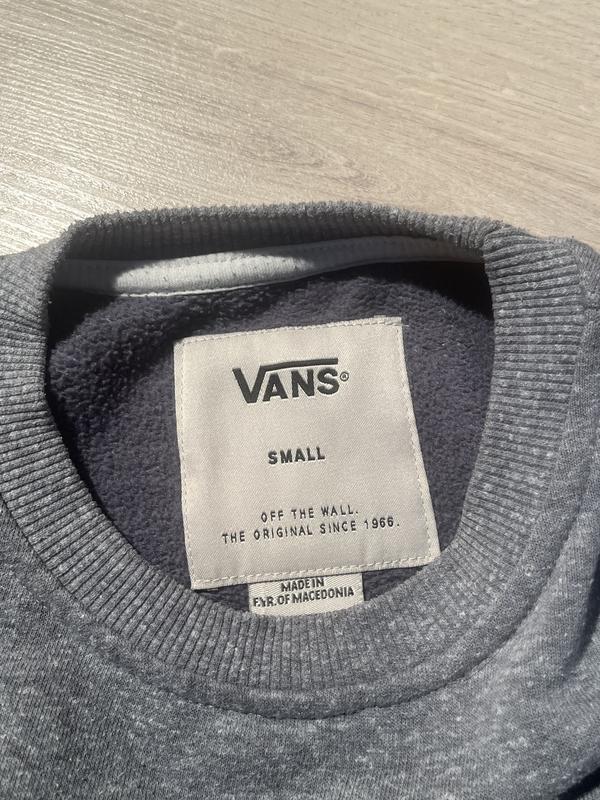 VANS®
SMALL
OFF THE WALL.
THE ORIGINAL SINCE 1966.
MADE IN
F.Y.R. OF MACEDONIA